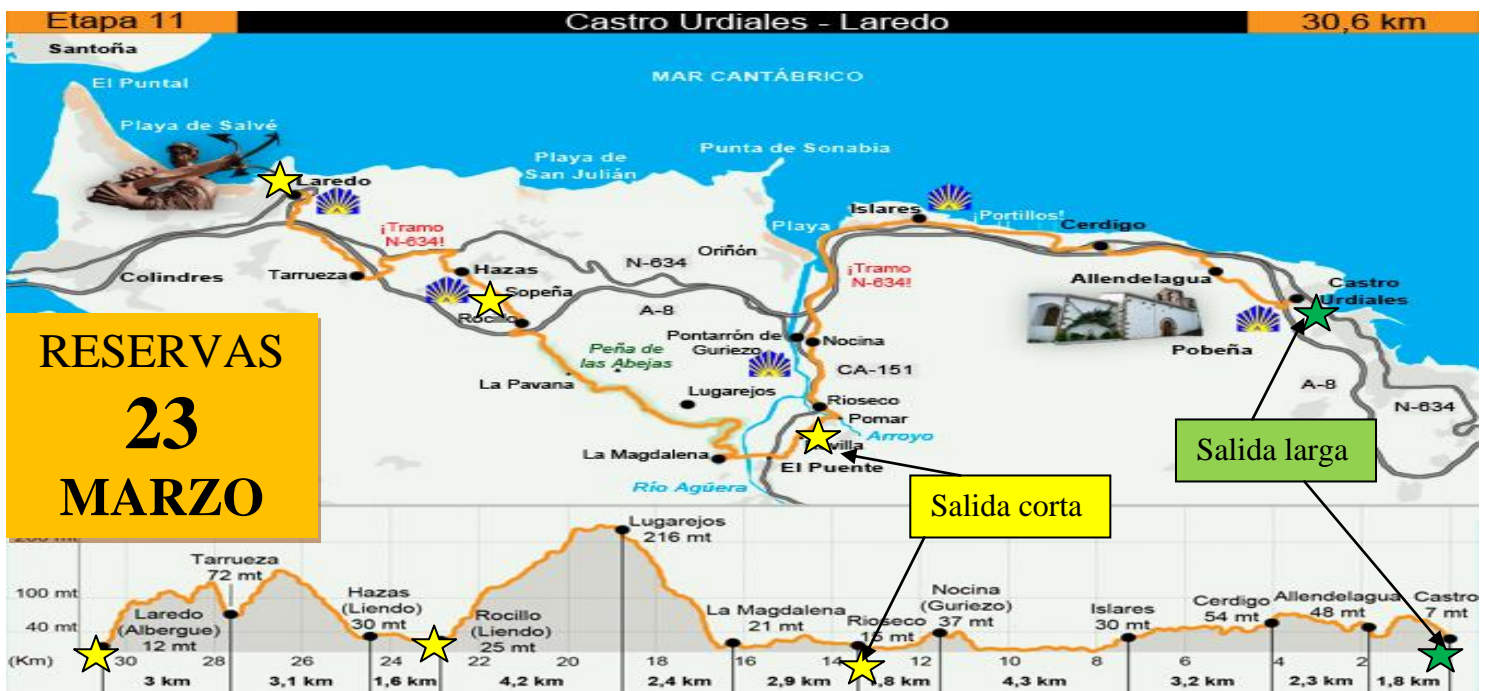 Etapa 11
Castro Urdiales - Laredo
30,6 km
Santoña
El Puntal
MAR CANTÁBRICO
Playa de Salvé
Playa de
San Julián
Punta de Sonabia
Laredo
Islares
¡Portillos!
Playa
Cerdigo
¡Tramo
N-634!
Oriñón
Colindres
Tarrueza
Hazas
N-634
¡Tramo
N-634!
Allendelagua
Castro
Urdiales
Sopeña
A-8
Rocillo
Pontarrón de
Guriezo
Nocina
Peña de
las Abejas
Pobeña
La Pavana
CA-151
A-8
Lugarejos
Rioseco
N-634
Pomar
Arroyo
La Magdalena
El Puente
Río Agüera
RESERVAS
23
MARZO
Salida larga
Salida corta
Lugarejos
216 mt
Tarrueza
72 mt
100 mt
40 mt
(Km)
Laredo
(Albergue)
12 mt
Hazas
(Liendo)
30 mt
Rocillo
(Liendo)
25 mt
La Magdalena
21 mt
Rioseco
15 mt
Nocina
(Guriezo)
37 mt
Islares
30 mt
Cerdigo
54 mt
Allendelagua
48 mt
Castro
7 mt
30 28 26 24 22 20 18 16 14 12 10 8 6 4 2
3 km 3,1 km 1,6 km 4,2 km 2,4 km 2,9 km ,8 km 4,3 km 3,2 km 2,3 km 1,8 km